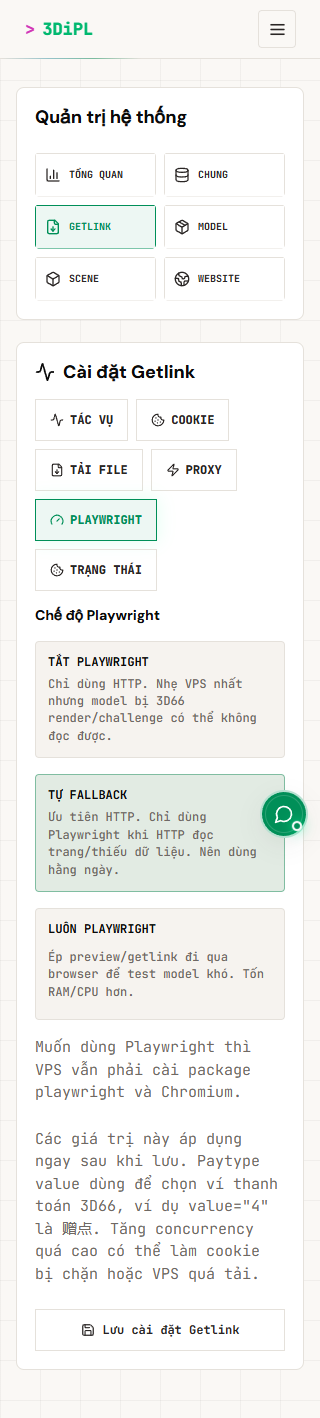 > 3DiPL
Quản trị hệ thống
TỔNG QUAN
CHUNG
GETLINK
MODEL
SCENE
WEBSITE
Cài đặt Getlink
TÁC VỤ
COOKIE
TẢI FILE
PROXY
PLAYWRIGHT
TRẠNG THÁI
Chế độ Playwright
TẮT PLAYWRIGHT
Chỉ dùng HTTP. Nhẹ VPS nhất
nhưng model bị 3D66
render/challenge có thể không
đọc được.
TỰ FALLBACK
Ưu tiên HTTP. Chỉ dùng
Playwright khi HTTP đọc
trang/thiếu dữ liệu. Nên dùng
hằng ngày.
LUÔN PLAYWRIGHT
Ép preview/getlink đi qua
browser để test model khó. Tốn
RAM/CPU hơn.
Muốn dùng Playwright thì
VPS vẫn phải cài package
playwright và Chromium.
Các giá trị này áp dụng
ngay sau khi lưu. Paytype
value dùng để chọn ví thanh
toán 3D66, ví dụ value="4"
là 赠点. Tăng concurrency
quá cao có thể làm cookie
bị chặn hoặc VPS quá tải.
Lưu cài đặt Getlink